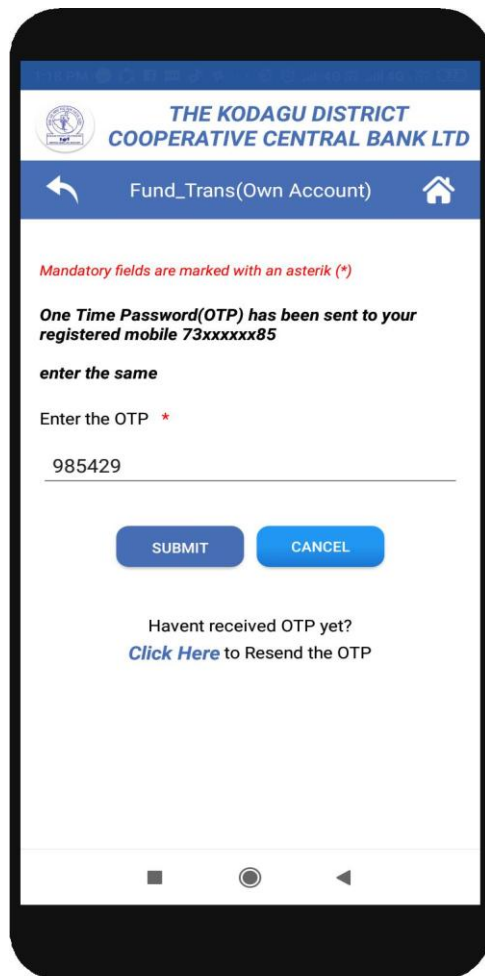 THE KODAGU DISTRICT
COOPERATIVE CENTRAL BANK LTD
Fund_Trans(Own Account)
Mandatory fields are marked with an asterik (*)
One Time Password(OTP) has been sent to your
registered mobile 73xxxxxx85
enter the same
Enter the OTP *
985429
SUBMIT CANCEL
Havent received OTP yet?
Click Here to Resend the OTP